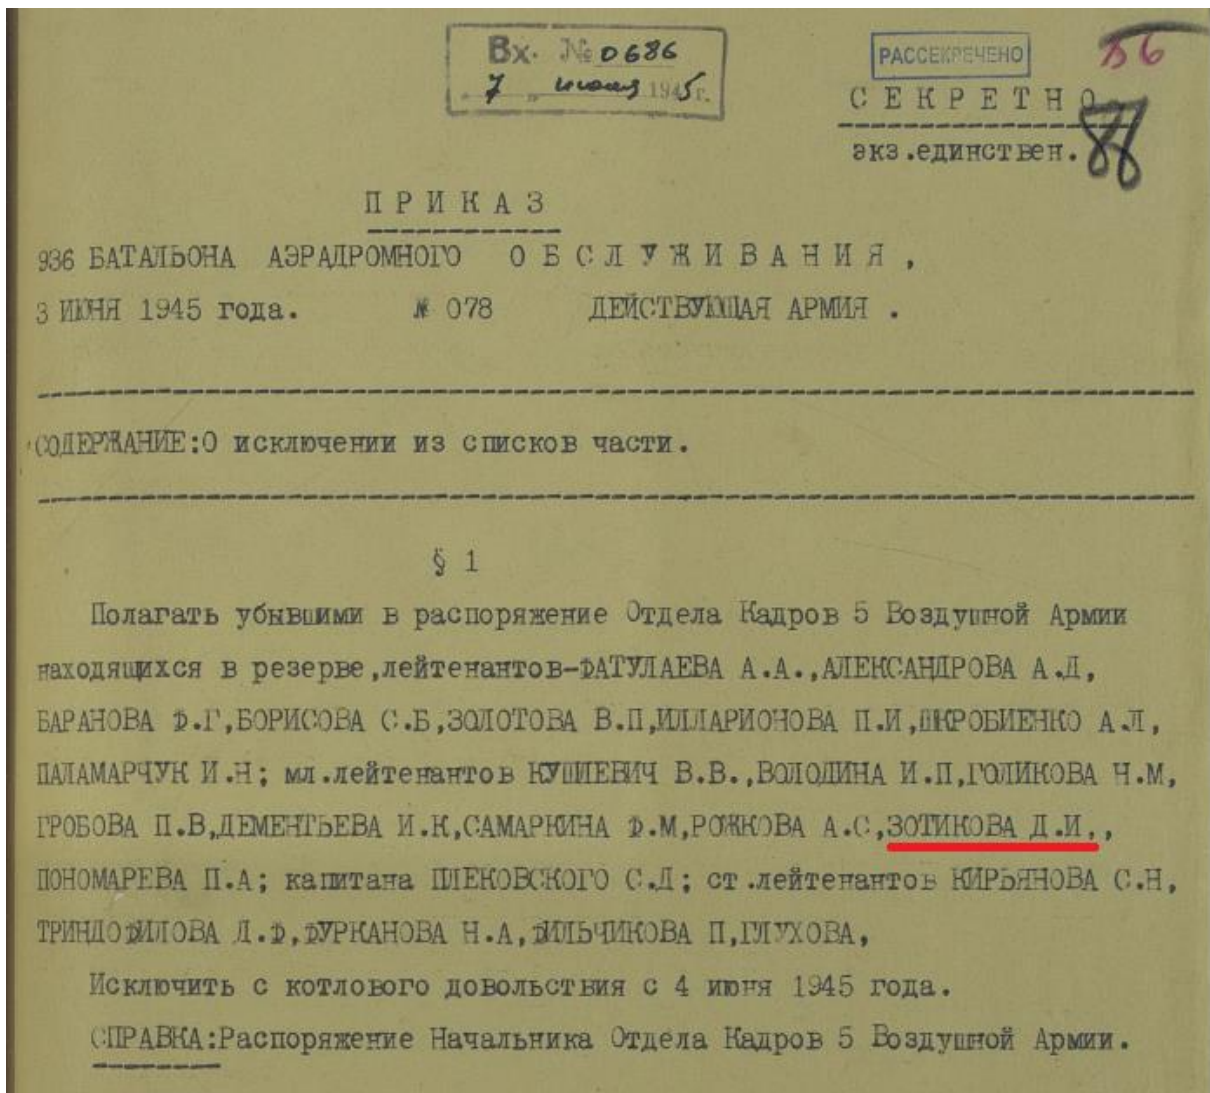 Вх. № 0686
"7" июня 1945 г.
РАССЕКРЕЧЕНО
86
СЕКРЕТНО
экз.единствен.
88
ПРИКАЗ
936 БАТАЛЬОНА АЭРАДРОМНОГО ОБСЛУЖИВАНИЯ,
3 ИЮНЯ 1945 года. № 078 ДЕЙСТВУЮЩАЯ АРМИЯ .
СОДЕРЖАНИЕ:О исключении из списков части.
§ 1
Полагать убывшими в распоряжение Отдела Кадров 5 Воздушной Армии
находящихся в резерве,лейтенантов-ФАТУЛАЕВА А.А.,АЛЕКСАНДРОВА А.Д,
БАРАНОВА Ф.Г,БОРИСОВА С.Б,ЗОЛОТОВА В.П,ИЛЛАРИОНОВА П.И,ШКРОБИЕНКО А.Л,
ПАЛАМАРЧУК И.Н; мл.лейтенантов КУШИЕВИЧ В.В.,ВОЛОДИНА И.П,ГОЛИКОВА Н.М,
ГРОБОВА П.В,ДЕМЕНТЬЕВА И.К,САМАРКИНА Ф.М,РОЖКОВА А.С,ЗОТИКОВА Д.И,,
ПОНОМАРЕВА П.А; капитана ПЛЕКОВСКОГО С.Д; ст.лейтенантов КИРЬЯНОВА С.Н,
ТРИНДОФИЛОВА Д.Ф,ФУРКАНОВА Н.А,ФИЛЬЧИКОВА П,ГЛУХОВА,
Исключить с котлового довольствия с 4 июня 1945 года.
СПРАВКА:Распоряжение Начальника Отдела Кадров 5 Воздушной Армии.